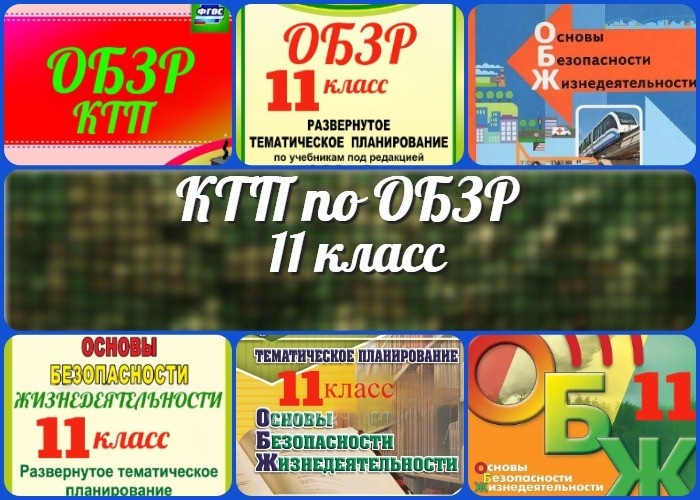 ФГОС
ОБЗР
КТП
ОБЗР
11 класс
РАЗВЕРНУТОЕ
ТЕМАТИЧЕСКОЕ ПЛАНИРОВАНИЕ
по учебникам под редакцией
Основы
Безопасности
Жизнедеятельности
КТП по ОБЗР
11 класс
ОСНОВЫ
БЕЗОПАСНОСТИ
ЖИЗНЕДЕЯТЕЛЬНОСТИ
11 класс
Развернутое тематическое
планирование
ТЕМАТИЧЕСКОЕ ПЛАНИРОВАНИЕ
11 класс
Основы
Безопасности
Жизнедеятельности
ОБЖ 11
Основы
Безопасности
Жизнедеятельности